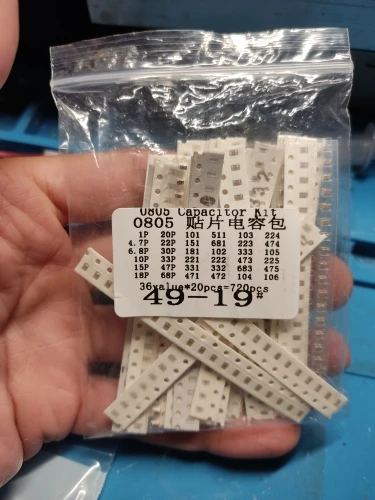 0805 Capacitor Kit
0805 贴片电容包
1P 20P 101 511 103 224
4.7P 22P 151 681 223 474
6.8P 30P 181 102 333 105
10P 33P 221 222 473 225
15P 47P 331 332 683 475
18P 68P 471 472 104 106
36value*20pcs=720pcs
49-19#